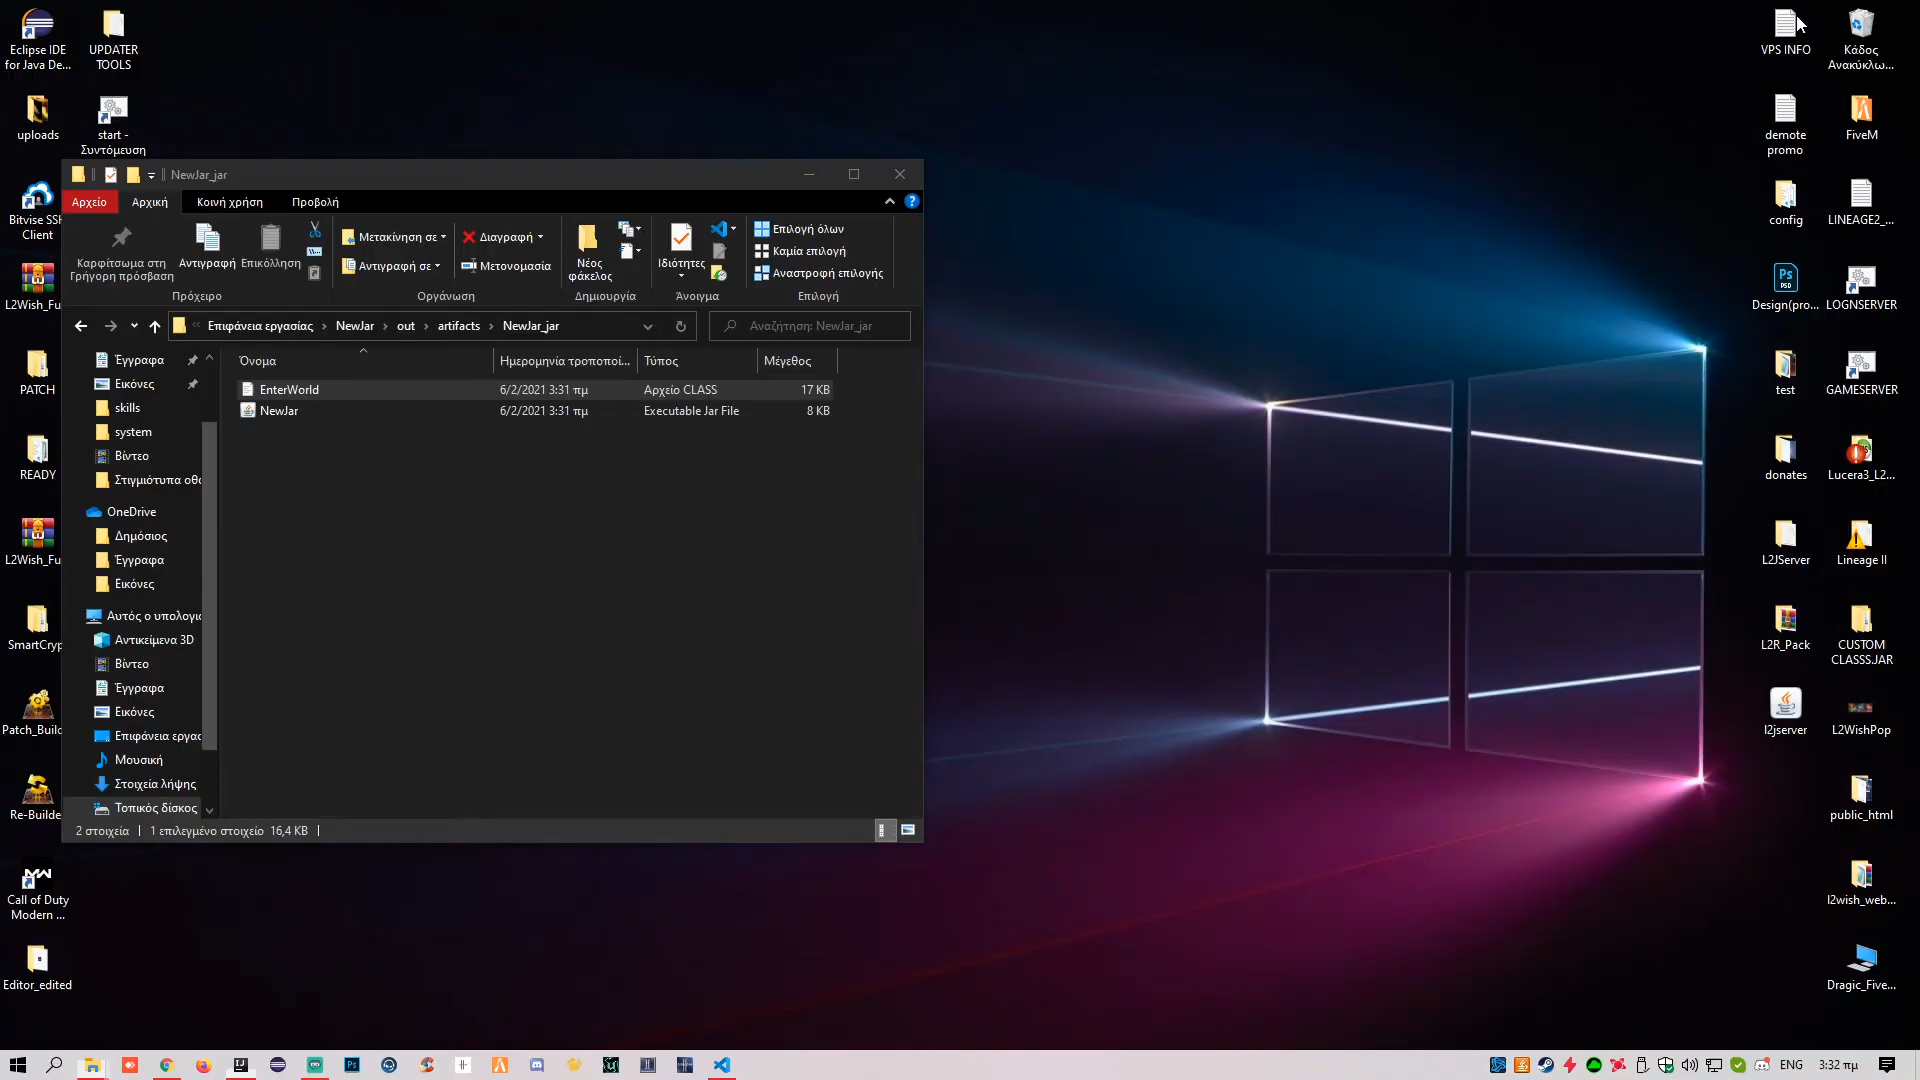 Eclipse IDE
for Java De...
UPDATER
TOOLS
uploads
start -
Συντόμευση
Bitvise SSH
Client
L2Wish_Fu
PATCH
READY
L2Wish_Fu
SmartCryp
Patch_Build
Re-Builde
Call of Duty
Modern ...
Editor_edited
NewJar_jar
Αρχείο
Αρχική
Κοινή χρήση
Προβολή
Καρφίτσωμα στη
Γρήγορη πρόσβαση
Αντιγραφή
Επικόλληση
Πρόχειρο
Μετακίνηση σε
Αντιγραφή σε
Διαγραφή
Μετονομασία
Οργάνωση
Νέος
φάκελος
Δημιουργία
Ιδιότητες
Άνοιγμα
Επιλογή όλων
Καμία επιλογή
Αναστροφή επιλογής
Επιλογή
Επιφάνεια εργασίας
NewJar
out
artifacts
NewJar_jar
Αναζήτηση: NewJar_jar
Όνομα
Ημερομηνία τροποποί...
Τύπος
Μέγεθος
EnterWorld
6/2/2021 3:31 πμ
Αρχείο CLASS
17 KB
NewJar
6/2/2021 3:31 πμ
Executable Jar File
8 KB
Έγγραφα
Εικόνες
skills
system
Βίντεο
Στιγμιότυπα οθο
OneDrive
Δημόσιος
Έγγραφα
Εικόνες
Αυτός ο υπολογι
Αντικείμενα 3D
Βίντεο
Έγγραφα
Εικόνες
Επιφάνεια εργασ
Μουσική
Στοιχεία λήψης
Τοπικός δίσκος
2 στοιχεία
1 επιλεγμένο στοιχείο 16,4 KB
VPS INFO
Κάδος
Ανακύκλω...
demote
promo
FiveM
config
LINEAGE2_...
Design(pro...
LOGNSERVER
test
GAMESERVER
donates
Lucera3_L2...
L2JServer
Lineage II
L2R_Pack
CUSTOM
CLASSS.JAR
l2jserver
L2WishPop
public_html
l2wish_web...
Dragic_Five...
ENG
3:32 πμ